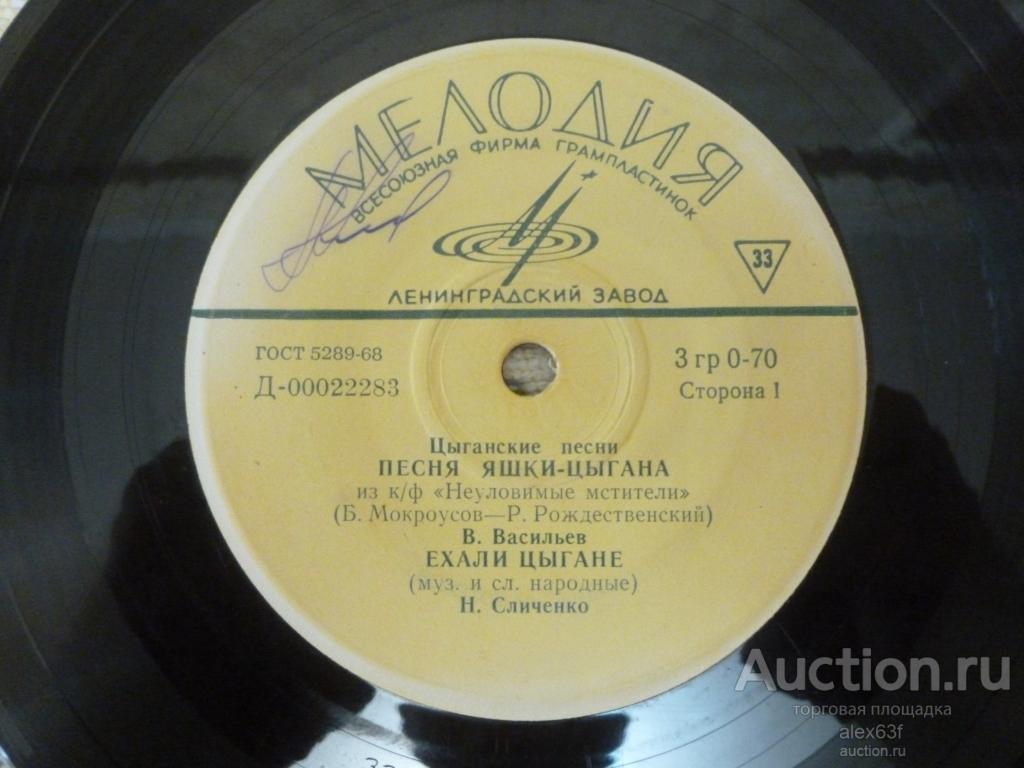 МЕЛОДИЯ
ВСЕСОЮЗНАЯ ФИРМА ГРАМПЛАСТИНОК
33
ЛЕНИНГРАДСКИЙ ЗАВОД
ГОСТ 5289-68
Д-00022283
3 гр 0-70
Сторона 1
Цыганские песни
ПЕСНЯ ЯШКИ-ЦЫГАНА
из к/ф «Неуловимые мстители»
(Б. Мокроусов—Р. Рождественский)
В. Васильев
ЕХАЛИ ЦЫГАНЕ
(муз. и сл. народные)
Н. Сличенко
Auction.ru
торговая площадка
alex63f
auction.ru